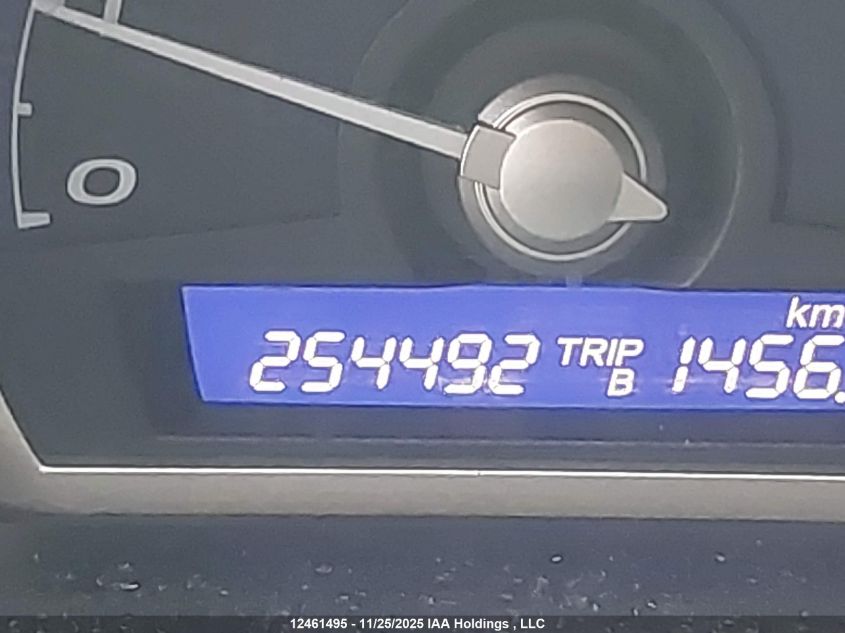 0
km
254492 TRIP B 1456.
12461495 - 11/25/2025 IAA Holdings , LLC